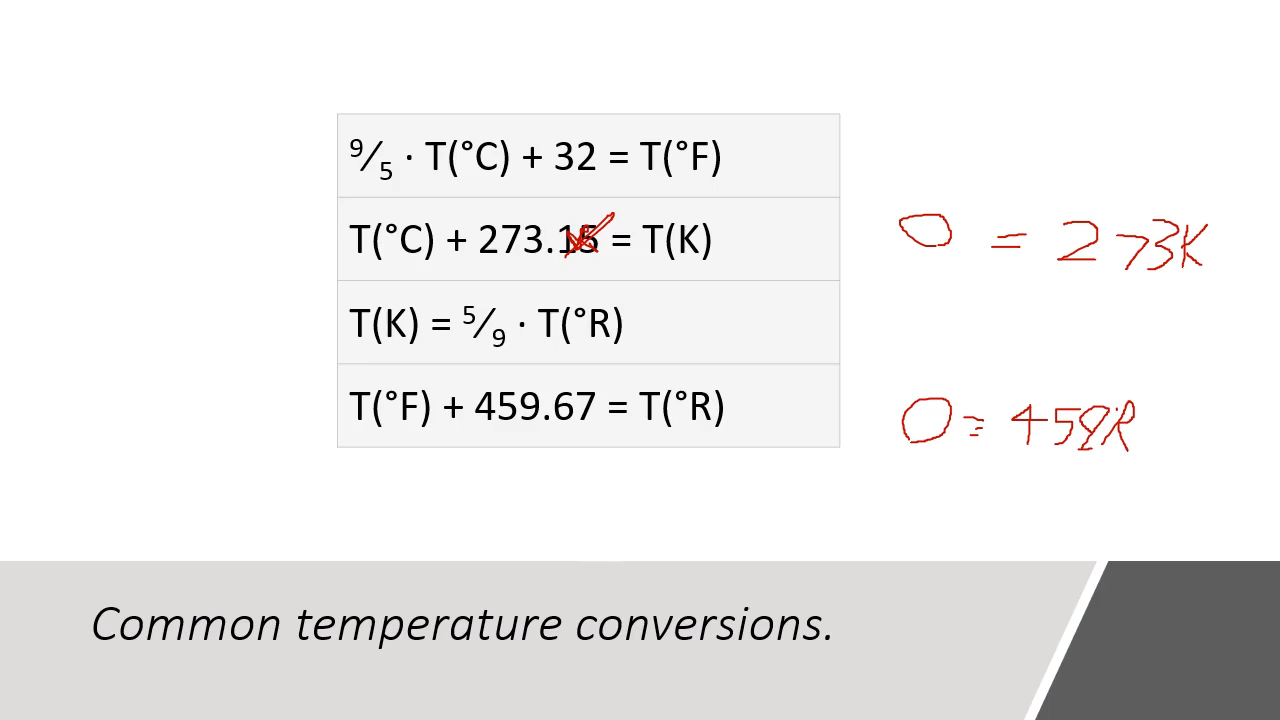 ⁹⁄₅ · T(°C) + 32 = T(°F)
T(°C) + 273.15 = T(K)
0 = 273K
T(K) = ⁵⁄₉ · T(°R)
T(°F) + 459.67 = T(°R)
0 = 459R
Common temperature conversions.